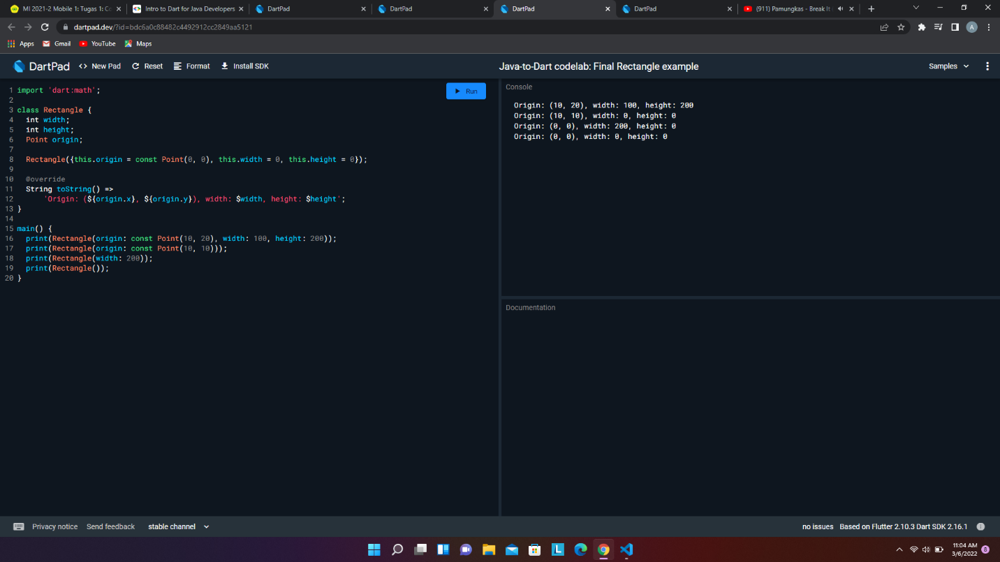 MI 2021-2 Mobile 1: Tugas 1: Co
Intro to Dart for Java Developers
DartPad
DartPad
DartPad
DartPad
(911) Pamungkas - Break It
dartpad.dev/?id=bdc6a0c88482c4492912cc2849aa5121
A
Apps
Gmail
YouTube
Maps
DartPad
<> New Pad
Reset
Format
Install SDK
Java-to-Dart codelab: Final Rectangle example
Samples
Run
1 import 'dart:math';
2
3 class Rectangle {
4   int width;
5   int height;
6   Point origin;
7
8   Rectangle({this.origin = const Point(0, 0), this.width = 0, this.height = 0});
9
10   @override
11   String toString() =>
12       'Origin: (${origin.x}, ${origin.y}), width: $width, height: $height';
13 }
14
15 main() {
16   print(Rectangle(origin: const Point(10, 20), width: 100, height: 200));
17   print(Rectangle(origin: const Point(10, 10)));
18   print(Rectangle(width: 200));
19   print(Rectangle());
20 }
Console
Origin: (10, 20), width: 100, height: 200
Origin: (10, 10), width: 0, height: 0
Origin: (0, 0), width: 200, height: 0
Origin: (0, 0), width: 0, height: 0
Documentation
Privacy notice
Send feedback
stable channel
no issues
Based on Flutter 2.10.3 Dart SDK 2.16.1
L
11:04 AM
3/6/2022
8